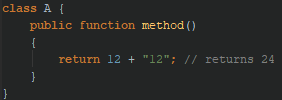 class A {
    public function method()
    {
        return 12 + "12"; // returns 24
    }
}